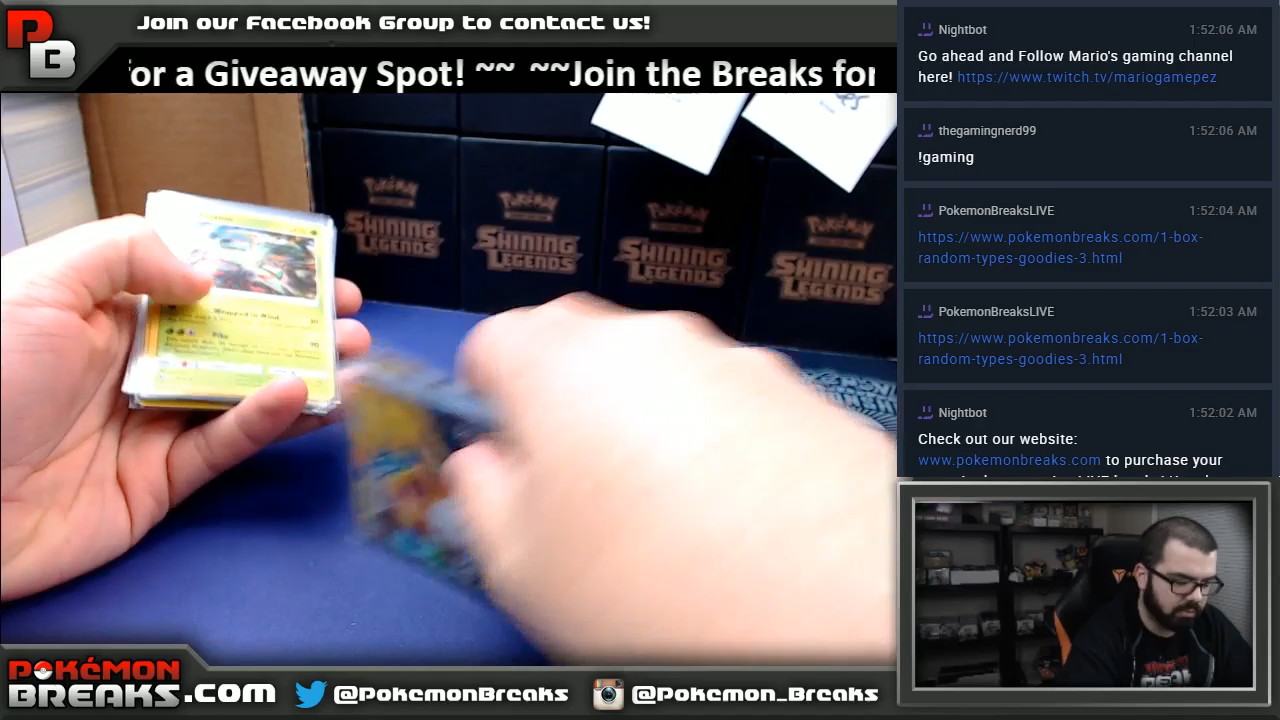 PB
Join our Facebook Group to contact us!
or a Giveaway Spot! ~~ ~~Join the Breaks for
Pokémon
SHINING
LEGENDS
Pokémon
SHINING
LEGENDS
Pokémon
SHINING
LEGENDS
Pokémon
SHINING
LEGENDS
Wrapped in Wind
90
POKéMON
BREAKS.com
@PokemonBreaks
@Pokemon_Breaks
Nightbot 1:52:06 AM
Go ahead and Follow Mario's gaming channel
here! https://www.twitch.tv/mariogamepez
thegamingnerd99 1:52:06 AM
!gaming
PokemonBreaksLIVE 1:52:04 AM
https://www.pokemonbreaks.com/1-box-
random-types-goodies-3.html
PokemonBreaksLIVE 1:52:03 AM
https://www.pokemonbreaks.com/1-box-
random-types-goodies-3.html
Nightbot 1:52:02 AM
Check out our website:
www.pokemonbreaks.com to purchase your